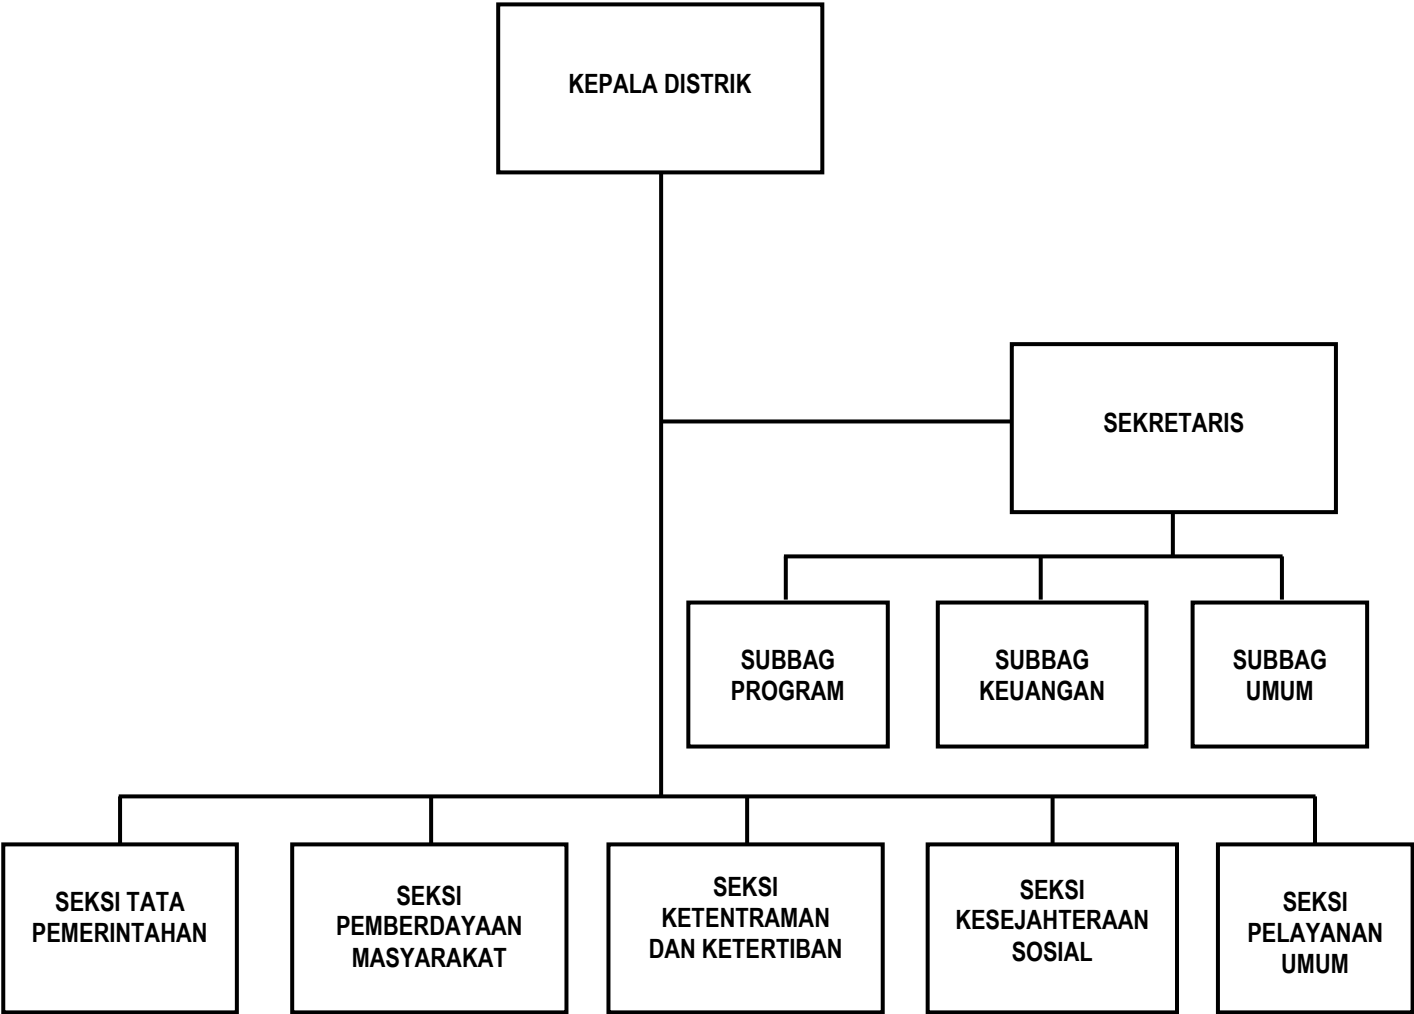 KEPALA DISTRIK
SEKRETARIS
SUBBAG
PROGRAM
SUBBAG
KEUANGAN
SUBBAG
UMUM
SEKSI TATA
PEMERINTAHAN
SEKSI
PEMBERDAYAAN
MASYARAKAT
SEKSI
KETENTRAMAN
DAN KETERTIBAN
SEKSI
KESEJAHTERAAN
SOSIAL
SEKSI
PELAYANAN
UMUM